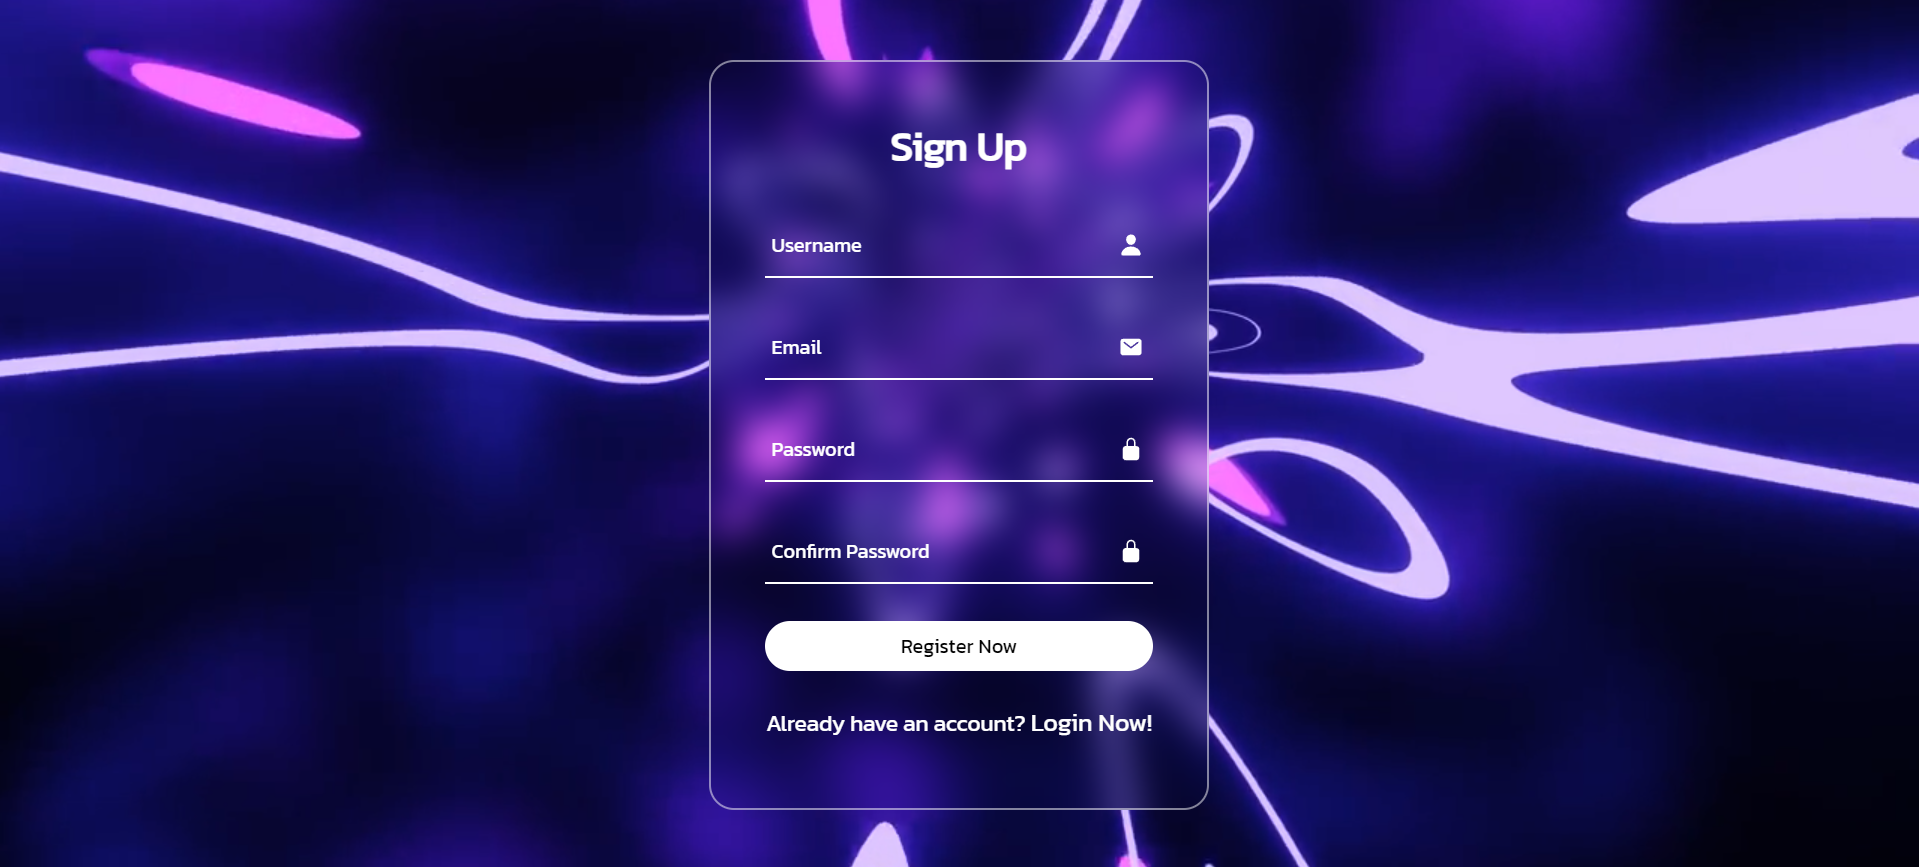 Sign Up
Username
Email
Password
Confirm Password
Register Now
Already have an account? Login Now!